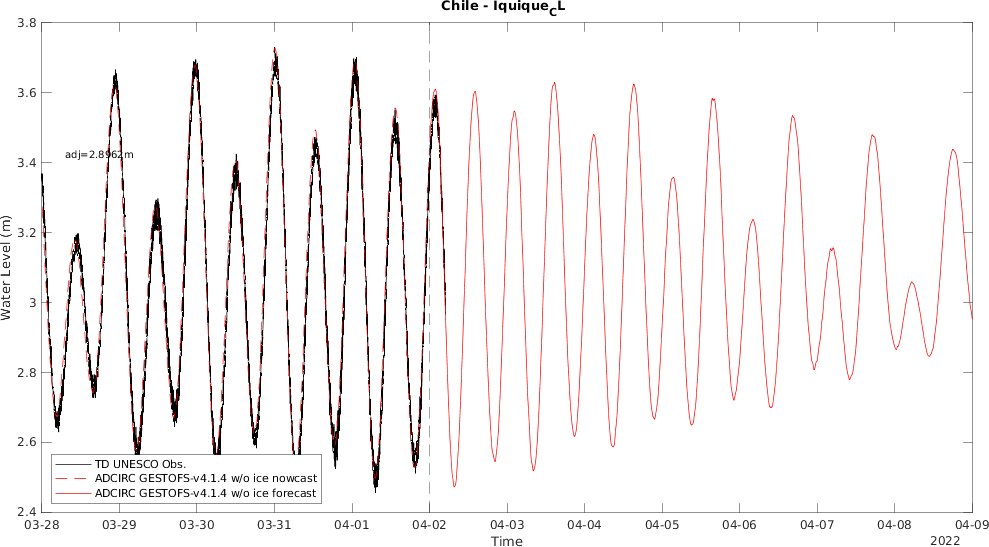 Chile - Iquique_CL
3.8
3.6
3.4
3.2
3
2.8
2.6
2.4
Water Level (m)
adj=2.8962m
TD UNESCO Obs.
ADCIRC GESTOFS-v4.1.4 w/o ice nowcast
ADCIRC GESTOFS-v4.1.4 w/o ice forecast
03-28 03-29 03-30 03-31 04-01 04-02 04-03 04-04 04-05 04-06 04-07 04-08 04-09
Time
2022